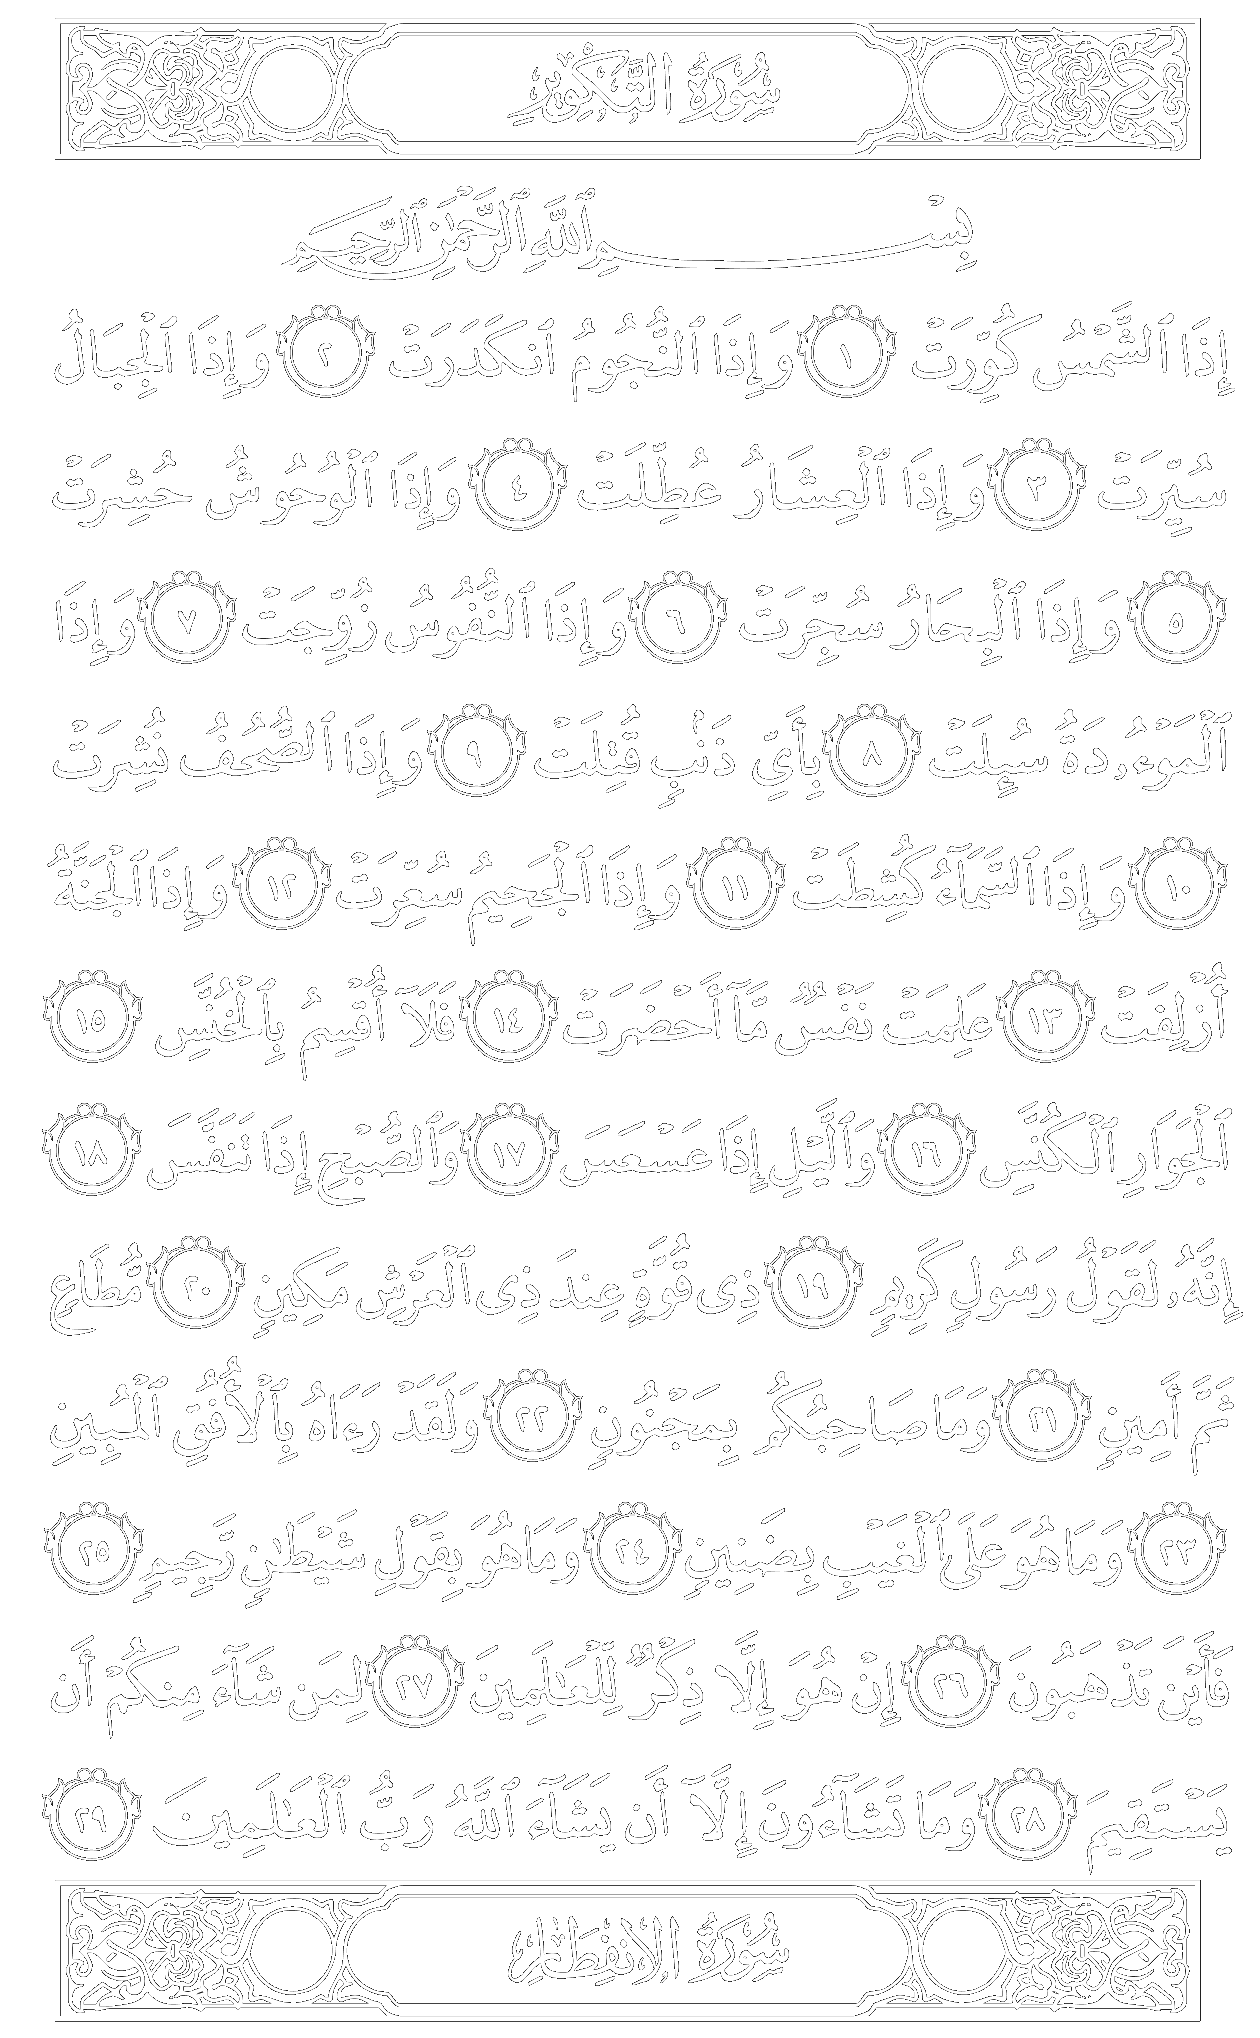 سُورَةُ التَّكْوِيرِ
بِسْمِ ٱللَّهِ ٱلرَّحْمَٰنِ ٱلرَّحِيمِ
إِذَا ٱلشَّمْسُ كُوِّرَتْ ١ وَإِذَا ٱلنُّجُومُ ٱنكَدَرَتْ ٢ وَإِذَا ٱلْجِبَالُ
سُيِّرَتْ ٣ وَإِذَا ٱلْعِشَارُ عُطِّلَتْ ٤ وَإِذَا ٱلْوُحُوشُ حُشِرَتْ
٥ وَإِذَا ٱلْبِحَارُ سُجِّرَتْ ٦ وَإِذَا ٱلنُّفُوسُ زُوِّجَتْ ٧ وَإِذَا
ٱلْمَوْءُۥدَةُ سُئِلَتْ ٨ بِأَىِّ ذَنۢبٍ قُتِلَتْ ٩ وَإِذَا ٱلصُّحُفُ نُشِرَتْ
١٠ وَإِذَا ٱلسَّمَآءُ كُشِطَتْ ١١ وَإِذَا ٱلْجَحِيمُ سُعِّرَتْ ١٢ وَإِذَا ٱلْجَنَّةُ
أُزْلِفَتْ ١٣ عَلِمَتْ نَفْسٌ مَّآ أَحْضَرَتْ ١٤ فَلَآ أُقْسِمُ بِٱلْخُنَّسِ ١٥
ٱلْجَوَارِ ٱلْكُنَّسِ ١٦ وَٱلَّيْلِ إِذَا عَسْعَسَ ١٧ وَٱلصُّبْحِ إِذَا تَنَفَّسَ ١٨
إِنَّهُۥ لَقَوْلُ رَسُولٍ كَرِيمٍ ١٩ ذِى قُوَّةٍ عِندَ ذِى ٱلْعَرْشِ مَكِينٍ ٢٠ مُّطَاعٍ
ثَمَّ أَمِينٍ ٢١ وَمَا صَاحِبُكُم بِمَجْنُونٍ ٢٢ وَلَقَدْ رَءَاهُ بِٱلْأُفُقِ ٱلْمُبِينِ
٢٣ وَمَا هُوَ عَلَى ٱلْغَيْبِ بِضَنِينٍ ٢٤ وَمَا هُوَ بِقَوْلِ شَيْطَٰنٍ رَّجِيمٍ ٢٥
فَأَيْنَ تَذْهَبُونَ ٢٦ إِنْ هُوَ إِلَّا ذِكْرٌ لِّلْعَٰلَمِينَ ٢٧ لِمَن شَآءَ مِنكُمْ أَن
يَسْتَقِيمَ ٢٨ وَمَا تَشَآءُونَ إِلَّآ أَن يَشَآءَ ٱللَّهُ رَبُّ ٱلْعَٰلَمِينَ ٢٩
سُورَةُ الِانفِطَارِ